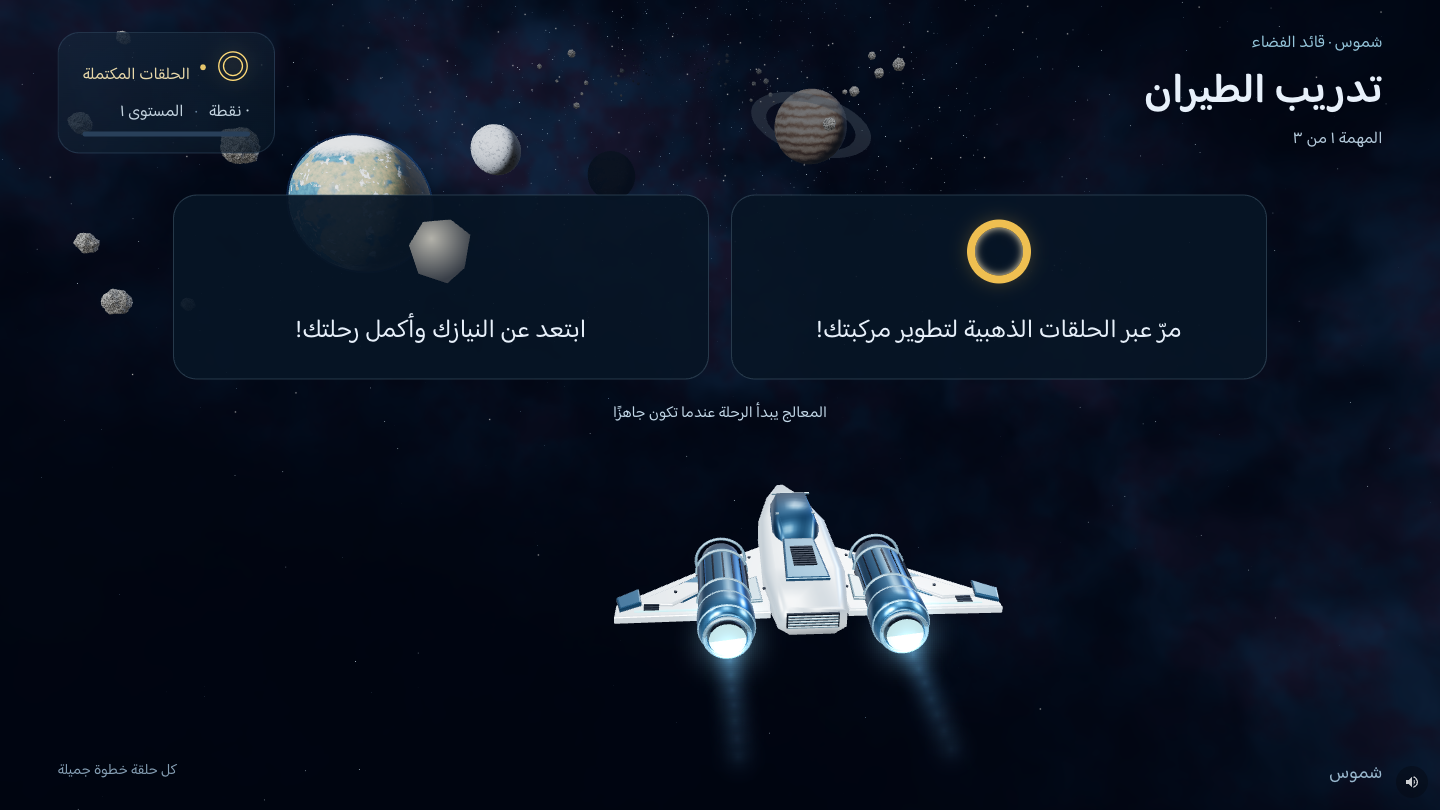 شموس · قائد الفضاء
تدريب الطيران
المهمة ١ من ٣
٠ الحلقات المكتملة
٠ نقطة · المستوى ١
مرّ عبر الحلقات الذهبية لتطوير مركبتك!
ابتعد عن النيازك وأكمل رحلتك!
المعالج يبدأ الرحلة عندما تكون جاهزًا
شموس
كل حلقة خطوة جميلة